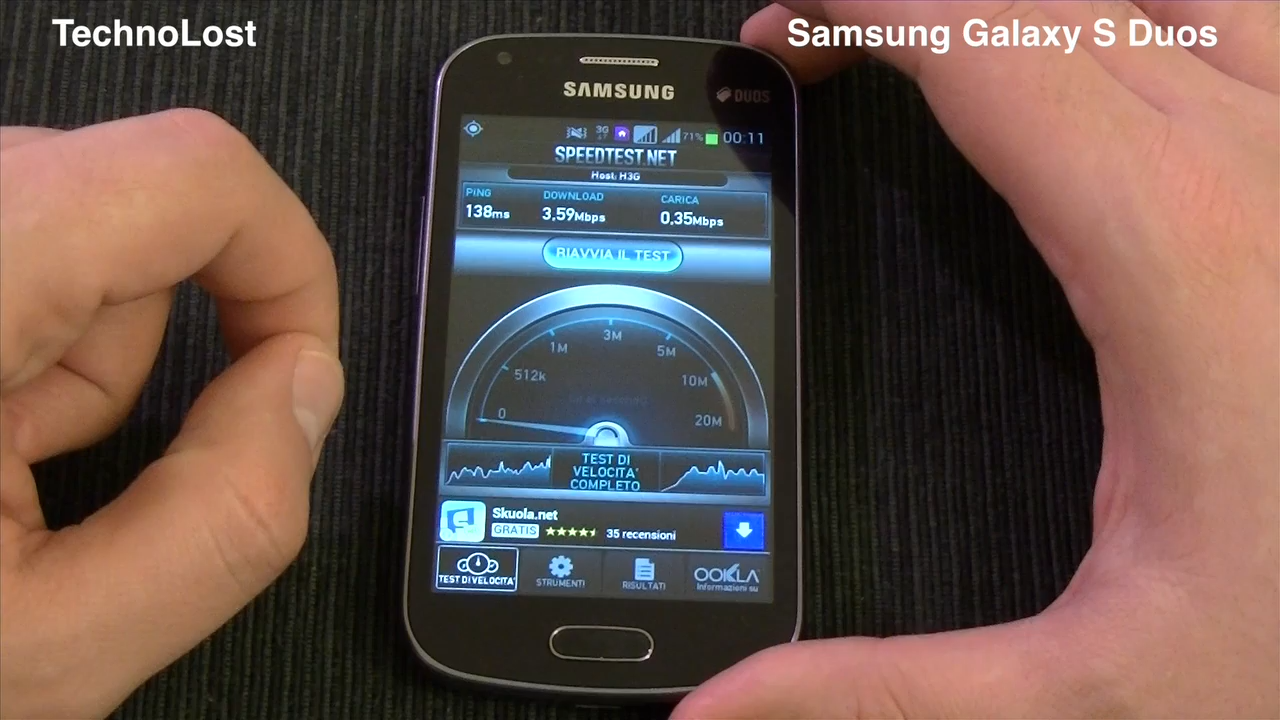 TechnoLost
Samsung Galaxy S Duos
SAMSUNG
DUOS
3G 71% 00:11
SPEEDTEST.NET
Host: H3G
PING DOWNLOAD CARICA
138ms 3.59Mbps 0.35Mbps
RIAVVIA IL TEST
0 512k 1M 3M 5M 10M 20M
TEST DI
VELOCITA'
COMPLETO
Skuola.net
GRATIS 35 recensioni
TEST DI VELOCITA' STRUMENTI RISULTATI OOKLA
Informazioni su